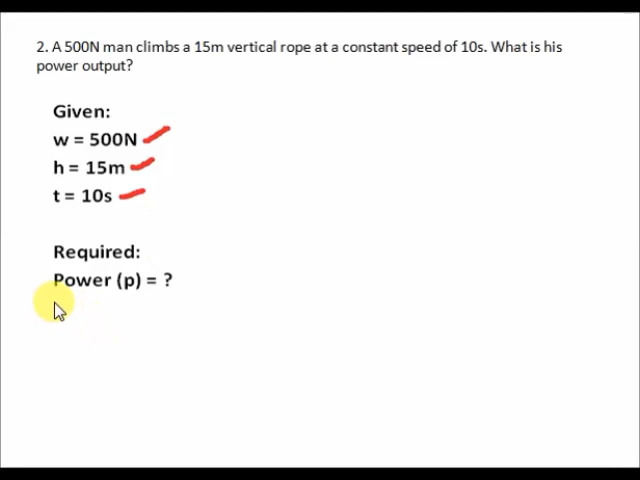 2. A 500N man climbs a 15m vertical rope at a constant speed of 10s. What is his
power output?
Given:
w = 500N
h = 15m
t = 10s
Required:
Power (p) = ?